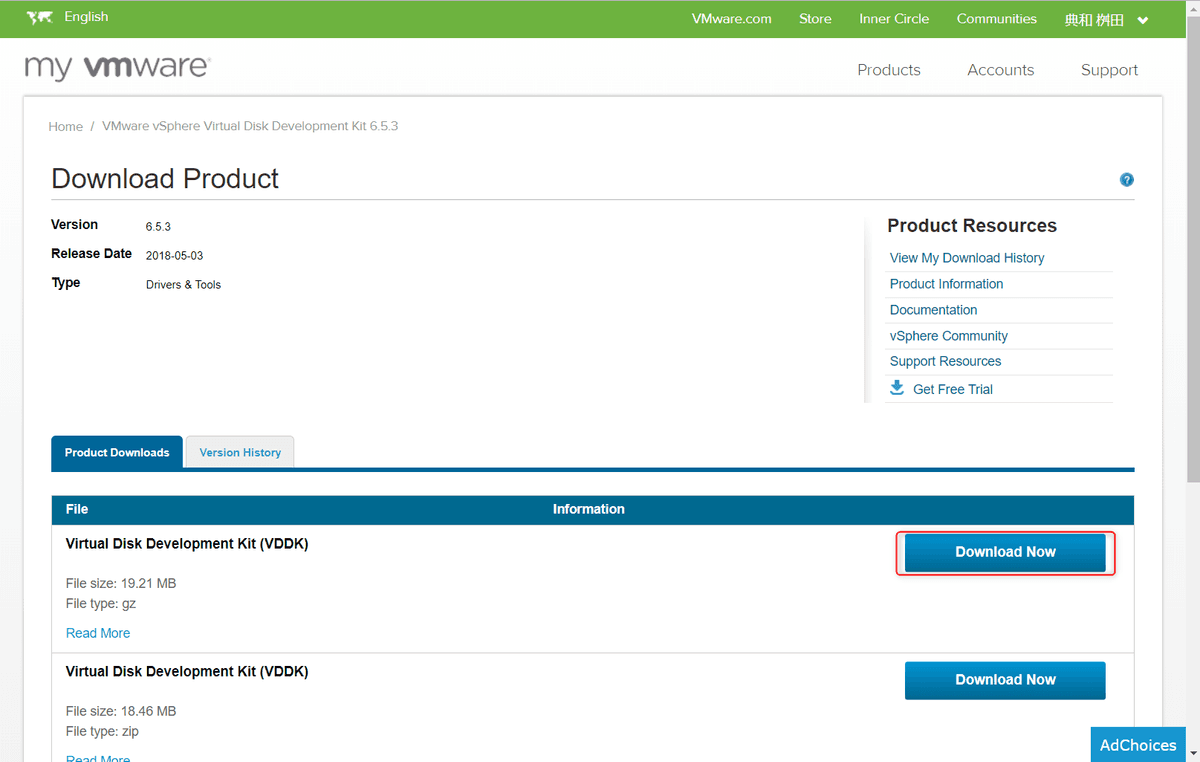 English
VMware.com Store Inner Circle Communities 典和 桝田
my vmware
Products Accounts Support
Home / VMware vSphere Virtual Disk Development Kit 6.5.3
Download Product
?
Version 6.5.3
Release Date 2018-05-03
Type Drivers & Tools
Product Resources
View My Download History
Product Information
Documentation
vSphere Community
Support Resources
Get Free Trial
Product Downloads Version History
File Information
Virtual Disk Development Kit (VDDK)
Download Now
File size: 19.21 MB
File type: gz
Read More
Virtual Disk Development Kit (VDDK)
Download Now
File size: 18.46 MB
File type: zip
Read More
AdChoices